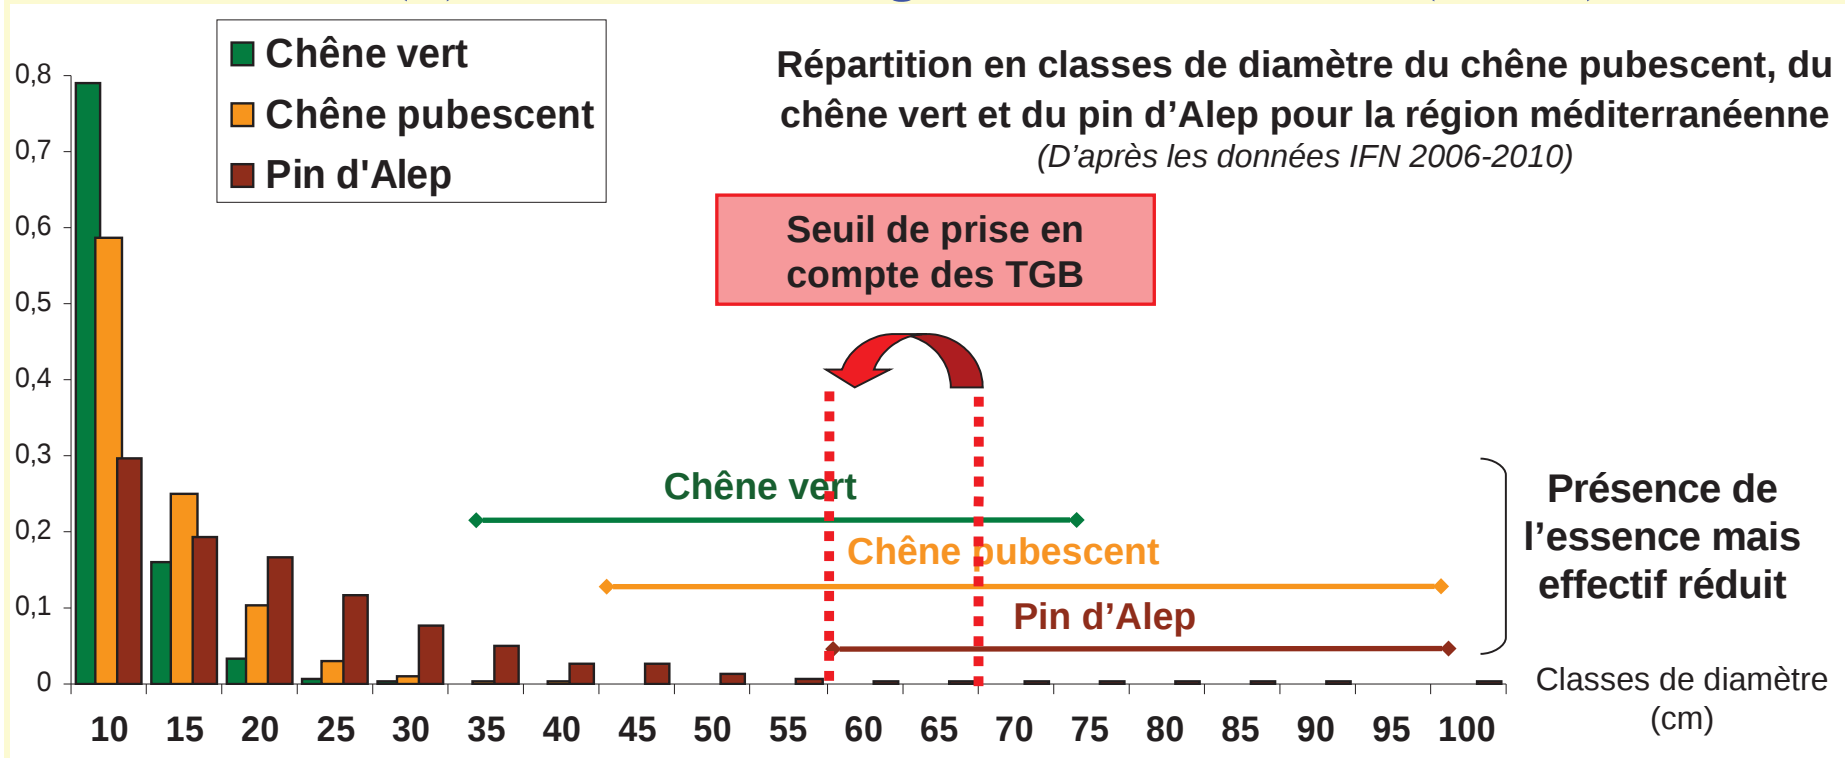 Chêne vert
Chêne pubescent
Pin d'Alep
Répartition en classes de diamètre du chêne pubescent, du
chêne vert et du pin d’Alep pour la région méditerranéenne
(D’après les données IFN 2006-2010)
Seuil de prise en
compte des TGB
0,8
0,7
0,6
0,5
0,4
0,3
0,2
0,1
0
Chêne vert
Chêne pubescent
Pin d’Alep
Présence de
l’essence mais
effectif réduit
Classes de diamètre
(cm)
10 15 20 25 30 35 40 45 50 55 60 65 70 75 80 85 90 95 100